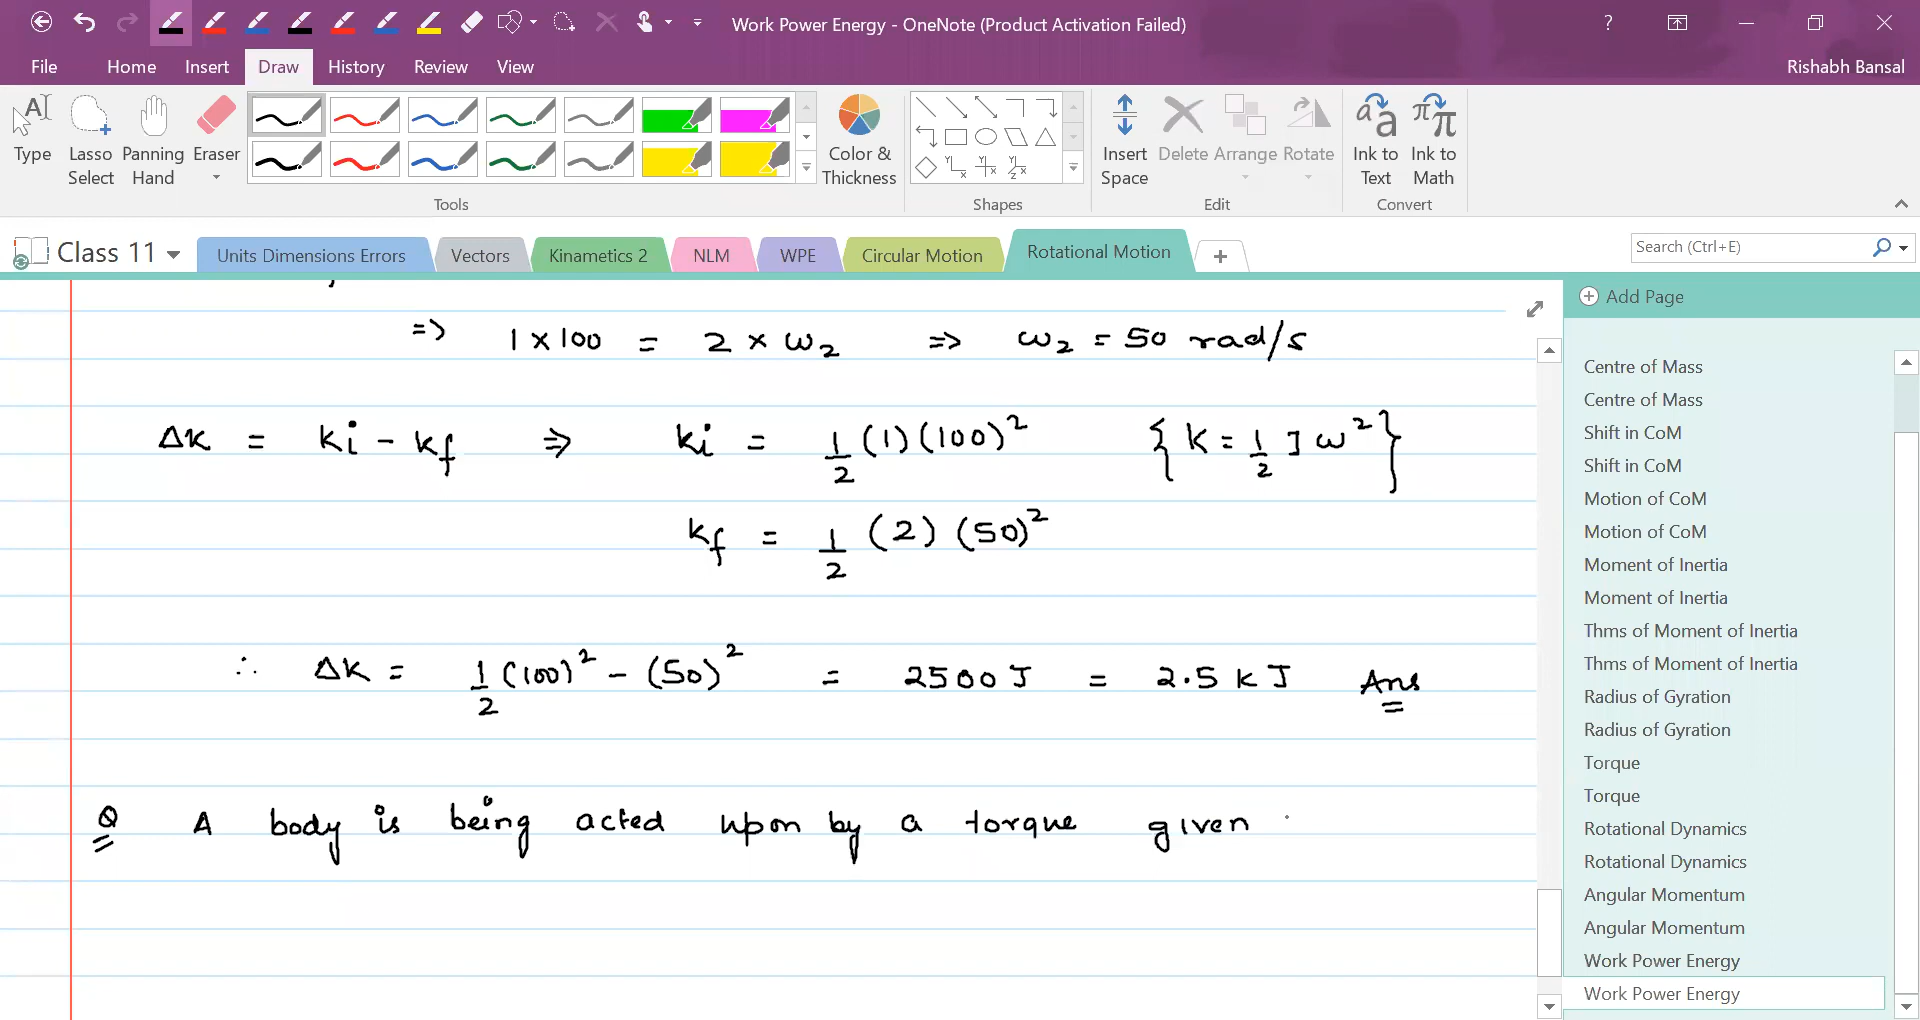 Work Power Energy - OneNote (Product Activation Failed)
?
File Home Insert Draw History Review View
Rishabh Bansal
Type
Lasso Select
Panning Hand
Eraser
Color & Thickness
Insert Space
Delete
Arrange
Rotate
Ink to Text
Ink to Math
Tools
Shapes
Edit
Convert
Class 11
Units Dimensions Errors
Vectors
Kinametics 2
NLM
WPE
Circular Motion
Rotational Motion
Search (Ctrl+E)
=> 1 × 100 = 2 × ω₂ => ω₂ = 50 rad/s
ΔK = Ki - Kf => Ki = 1/2 (1) (100)² {K = 1/2 I ω²}
Kf = 1/2 (2) (50)²
∴ ΔK = 1/2 (100)² - (50)² = 2500 J = 2.5 kJ Ans
Q A body is being acted upon by a torque given
Add Page
Centre of Mass
Centre of Mass
Shift in CoM
Shift in CoM
Motion of CoM
Motion of CoM
Moment of Inertia
Moment of Inertia
Thms of Moment of Inertia
Thms of Moment of Inertia
Radius of Gyration
Radius of Gyration
Torque
Torque
Rotational Dynamics
Rotational Dynamics
Angular Momentum
Angular Momentum
Work Power Energy
Work Power Energy